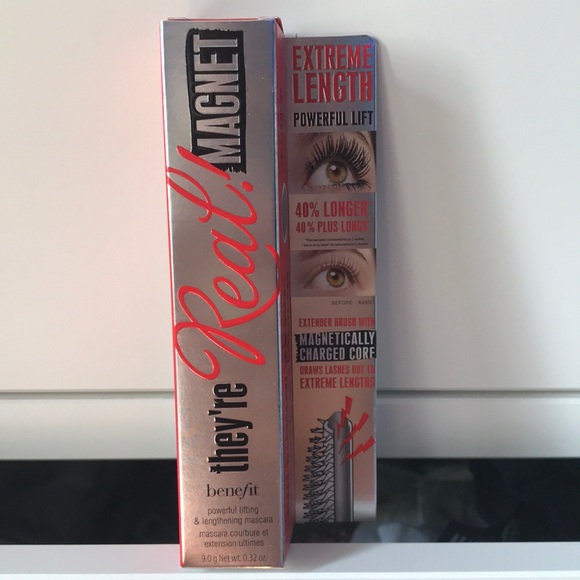 they're Real! MAGNET
benefit
powerful lifting
& lengthening mascara
mascara courbure et
extension ultimes
9.0 g Net wt. 0.32 oz.
EXTREME
LENGTH
POWERFUL LIFT
40% LONGER
40% PLUS LONGS
BEFORE
EXTENDER BRUSH WITH
MAGNETICALLY
CHARGED CORE
DRAWS LASHES OUT TO
EXTREME LENGTHS